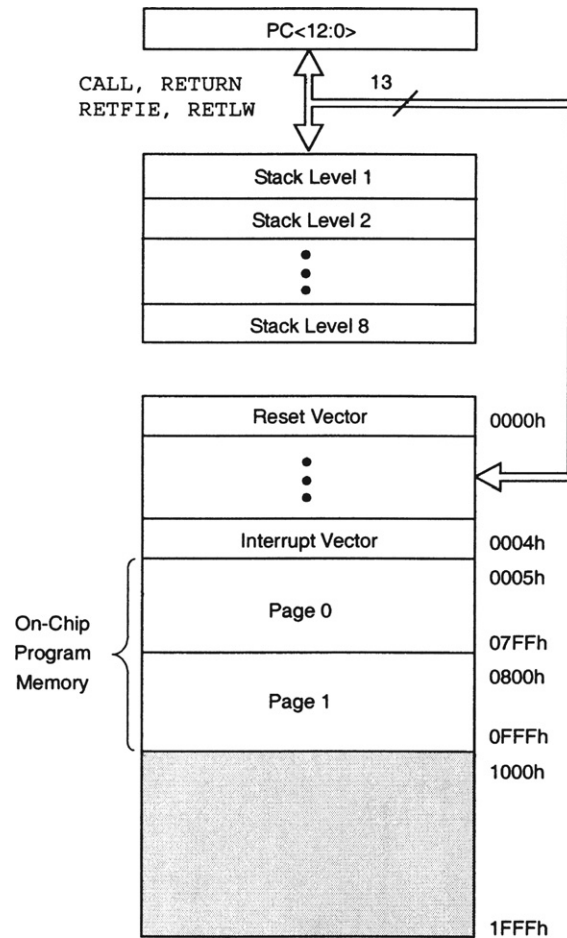 PC<12:0>
CALL, RETURN
RETFIE, RETLW
13
Stack Level 1
Stack Level 2
Stack Level 8
Reset Vector
0000h
Interrupt Vector
0004h
0005h
Page 0
07FFh
On-Chip
Program
Memory
0800h
Page 1
0FFFh
1000h
1FFFh